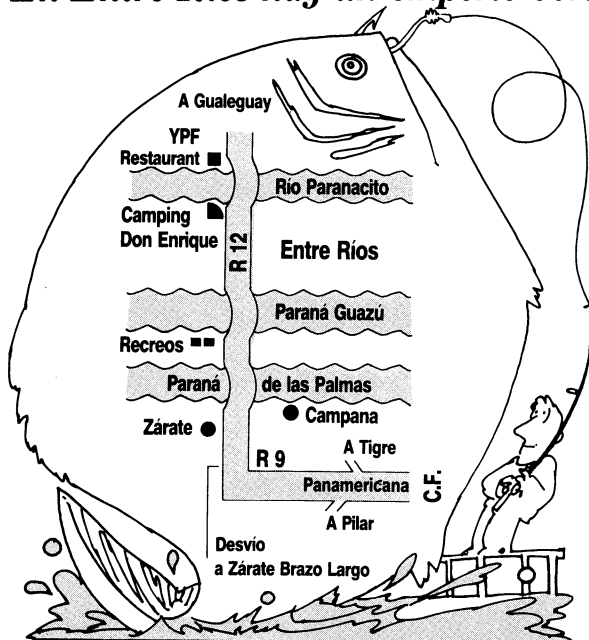 A Gualeguay
YPF
Restaurant
Río Paranacito
Camping
Don Enrique
R 12
Entre Ríos
Paraná Guazú
Recreos
Paraná de las Palmas
Campana
Zárate
A Tigre
R 9
Panamericana
C.F.
A Pilar
Desvío
a Zárate Brazo Largo